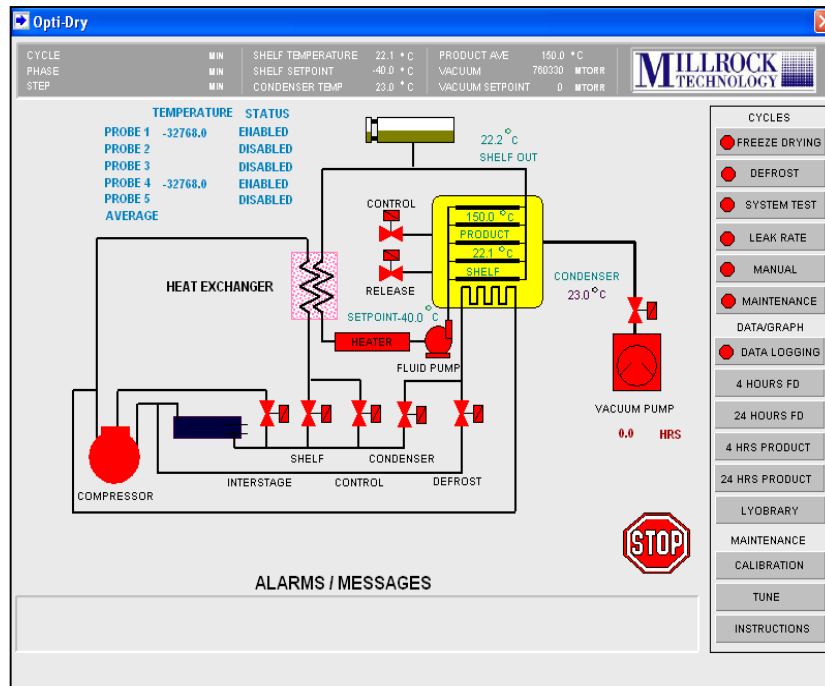 Opti-Dry
CYCLE MIN SHELF TEMPERATURE 22.1 °C PRODUCT AVE 150.0 °C
PHASE MIN SHELF SETPOINT -40.0 °C VACUUM 760330 MTORR
STEP MIN CONDENSER TEMP 23.0 °C VACUUM SETPOINT 0 MTORR
MILLROCK
TECHNOLOGY
TEMPERATURE STATUS
PROBE 1 -32768.0 ENABLED
PROBE 2 DISABLED
PROBE 3 DISABLED
PROBE 4 -32768.0 ENABLED
PROBE 5 DISABLED
AVERAGE
22.2 °C
SHELF OUT
CONTROL
RELEASE
150.0 °C
PRODUCT
22.1 °C
SHELF
HEAT EXCHANGER
CONDENSER
23.0 °C
SETPOINT-40.0 °C
HEATER
FLUID PUMP
VACUUM PUMP
0.0 HRS
COMPRESSOR
INTERSTAGE
SHELF
CONTROL
CONDENSER
DEFROST
STOP
ALARMS / MESSAGES
CYCLES
FREEZE DRYING
DEFROST
SYSTEM TEST
LEAK RATE
MANUAL
MAINTENANCE
DATA/GRAPH
DATA LOGGING
4 HOURS FD
24 HOURS FD
4 HRS PRODUCT
24 HRS PRODUCT
LYOBRARY
MAINTENANCE
CALIBRATION
TUNE
INSTRUCTIONS